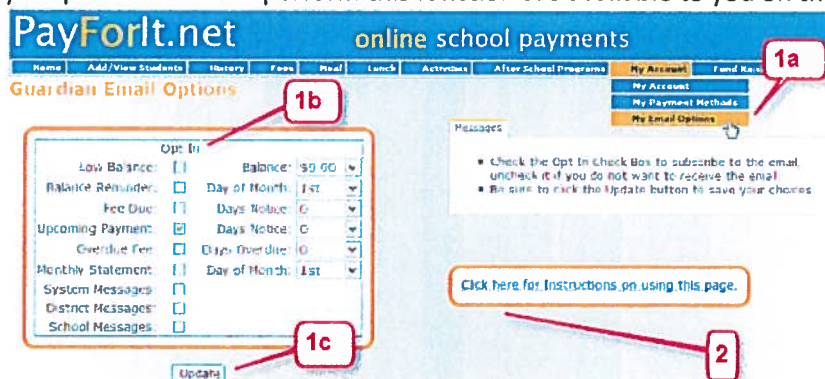 PayForIt.net online school payments
Home Add/View Students History Fees Meal Lunch Activities After School Programs My Account Fund
My Account
My Payment Methods
My Email Options
1a
Guardian Email Options
1b
Messages
Opt In
Low Balance: Balance: $0.00
Balance Reminder: Day of Month: 1st
Fee Due: Days Notice: 0
Upcoming Payment: Days Notice: 0
Overdue Fee: Days Overdue: 0
Monthly Statement: Day of Month: 1st
System Messages:
District Messages:
School Messages:
• Check the Opt In Check Box to subscribe to the email, uncheck it if you do not want to receive the email
• Be sure to click the Update button to save your choices
Click here for Instructions on using this page.
1c
2
Update